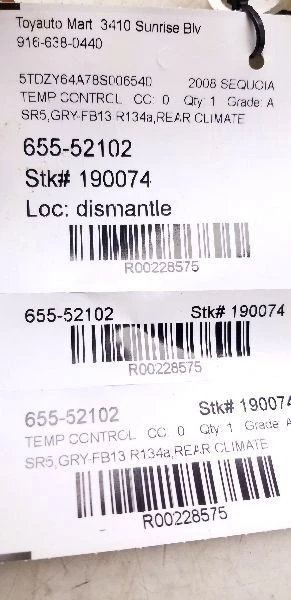 Toyauto Mart 3410 Sunrise Blv
916-638-0440
5TDZY64A78S006540 2008 SEQUOIA
TEMP CONTROL CC: 0 Qty: 1 Grade: A
SR5,GRY-FB13 R134a,REAR CLIMATE
655-52102
Stk# 190074
Loc: dismantle
R00228575
655-52102 Stk# 190074
R00228575
655-52102 Stk# 190074
TEMP CONTROL CC: 0 Qty: 1 Grade: A
SR5,GRY-FB13 R134a,REAR CLIMATE
R00228575